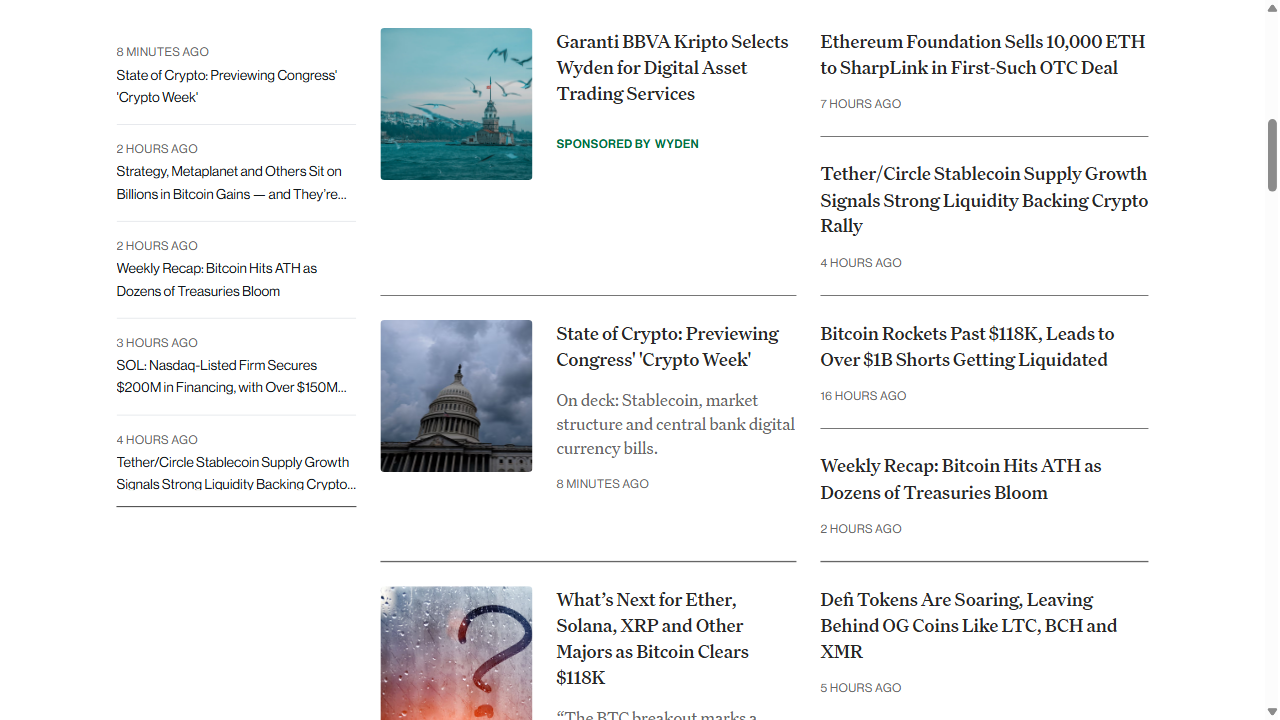 8 MINUTES AGO
State of Crypto: Previewing Congress'
'Crypto Week'
2 HOURS AGO
Strategy, Metaplanet and Others Sit on
Billions in Bitcoin Gains — and They're...
2 HOURS AGO
Weekly Recap: Bitcoin Hits ATH as
Dozens of Treasuries Bloom
3 HOURS AGO
SOL: Nasdaq-Listed Firm Secures
$200M in Financing, with Over $150M...
4 HOURS AGO
Tether/Circle Stablecoin Supply Growth
Signals Strong Liquidity Backing Crypto...
Garanti BBVA Kripto Selects
Wyden for Digital Asset
Trading Services
SPONSORED BY WYDEN
State of Crypto: Previewing
Congress' 'Crypto Week'
On deck: Stablecoin, market
structure and central bank digital
currency bills.
8 MINUTES AGO
What's Next for Ether,
Solana, XRP and Other
Majors as Bitcoin Clears
$118K
“The BTC breakout marks a
Ethereum Foundation Sells 10,000 ETH
to SharpLink in First-Such OTC Deal
7 HOURS AGO
Tether/Circle Stablecoin Supply Growth
Signals Strong Liquidity Backing Crypto
Rally
4 HOURS AGO
Bitcoin Rockets Past $118K, Leads to
Over $1B Shorts Getting Liquidated
16 HOURS AGO
Weekly Recap: Bitcoin Hits ATH as
Dozens of Treasuries Bloom
2 HOURS AGO
Defi Tokens Are Soaring, Leaving
Behind OG Coins Like LTC, BCH and
XMR
5 HOURS AGO